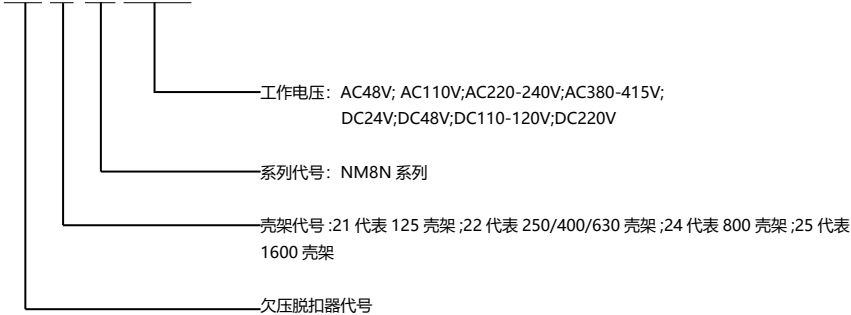 工作电压：AC48V; AC110V;AC220-240V;AC380-415V;
DC24V;DC48V;DC110-120V;DC220V
系列代号：NM8N 系列
壳架代号 :21 代表 125 壳架 ;22 代表 250/400/630 壳架 ;24 代表 800 壳架 ;25 代表
1600 壳架
欠压脱扣器代号